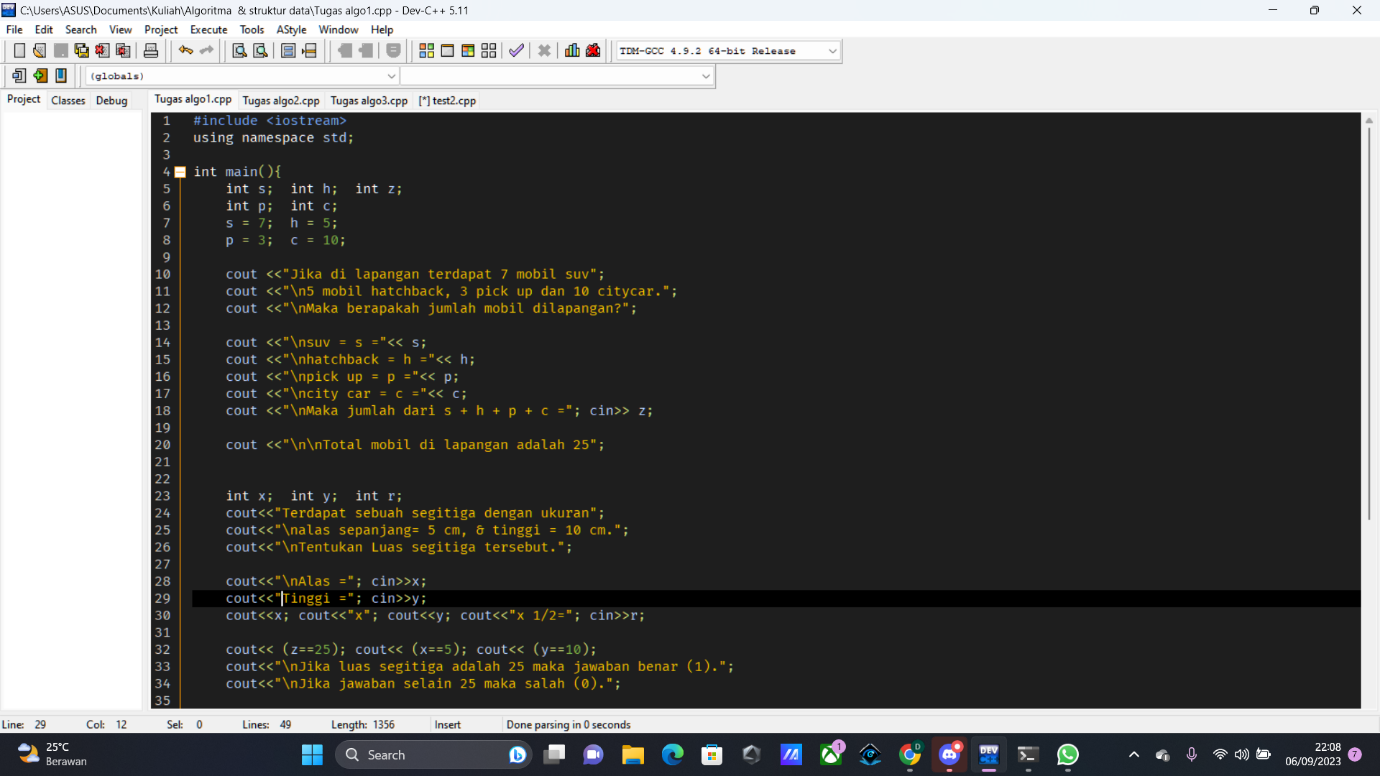 C:\Users\ASUS\Documents\Kuliah\Algoritma  & struktur data\Tugas algo1.cpp - Dev-C++ 5.11
File Edit Search View Project Execute Tools AStyle Window Help
TDM-GCC 4.9.2 64-bit Release
(globals)
Project Classes Debug Tugas algo1.cpp Tugas algo2.cpp Tugas algo3.cpp [*] test2.cpp
1 #include <iostream>
2 using namespace std;
3
4 int main(){
5 int s;  int h;  int z;
6 int p;  int c;
7 s = 7;  h = 5;
8 p = 3;  c = 10;
9
10 cout <<"Jika di lapangan terdapat 7 mobil suv";
11 cout <<"\n5 mobil hatchback, 3 pick up dan 10 citycar.";
12 cout <<"\nMaka berapakah jumlah mobil dilapangan?";
13
14 cout <<"\nsuv = s ="<< s;
15 cout <<"\nhatchback = h ="<< h;
16 cout <<"\npick up = p ="<< p;
17 cout <<"\ncity car = c ="<< c;
18 cout <<"\nMaka jumlah dari s + h + p + c ="; cin>> z;
19
20 cout <<"\n\nTotal mobil di lapangan adalah 25";
21
22
23 int x;  int y;  int r;
24 cout<<"Terdapat sebuah segitiga dengan ukuran";
25 cout<<"\nalas sepanjang= 5 cm, & tinggi = 10 cm.";
26 cout<<"\nTentukan Luas segitiga tersebut.";
27
28 cout<<"\nAlas ="; cin>>x;
29 cout<<"Tinggi ="; cin>>y;
30 cout<<x; cout<<"x"; cout<<y; cout<<"x 1/2="; cin>>r;
31
32 cout<< (z==25); cout<< (x==5); cout<< (y==10);
33 cout<<"\nJika luas segitiga adalah 25 maka jawaban benar (1).";
34 cout<<"\nJika jawaban selain 25 maka salah (0).";
35
Line: 29 Col: 12 Sel: 0 Lines: 49 Length: 1356 Insert Done parsing in 0 seconds
25°C
Berawan
Search
1
D
DEV
22:08
06/09/2023
7